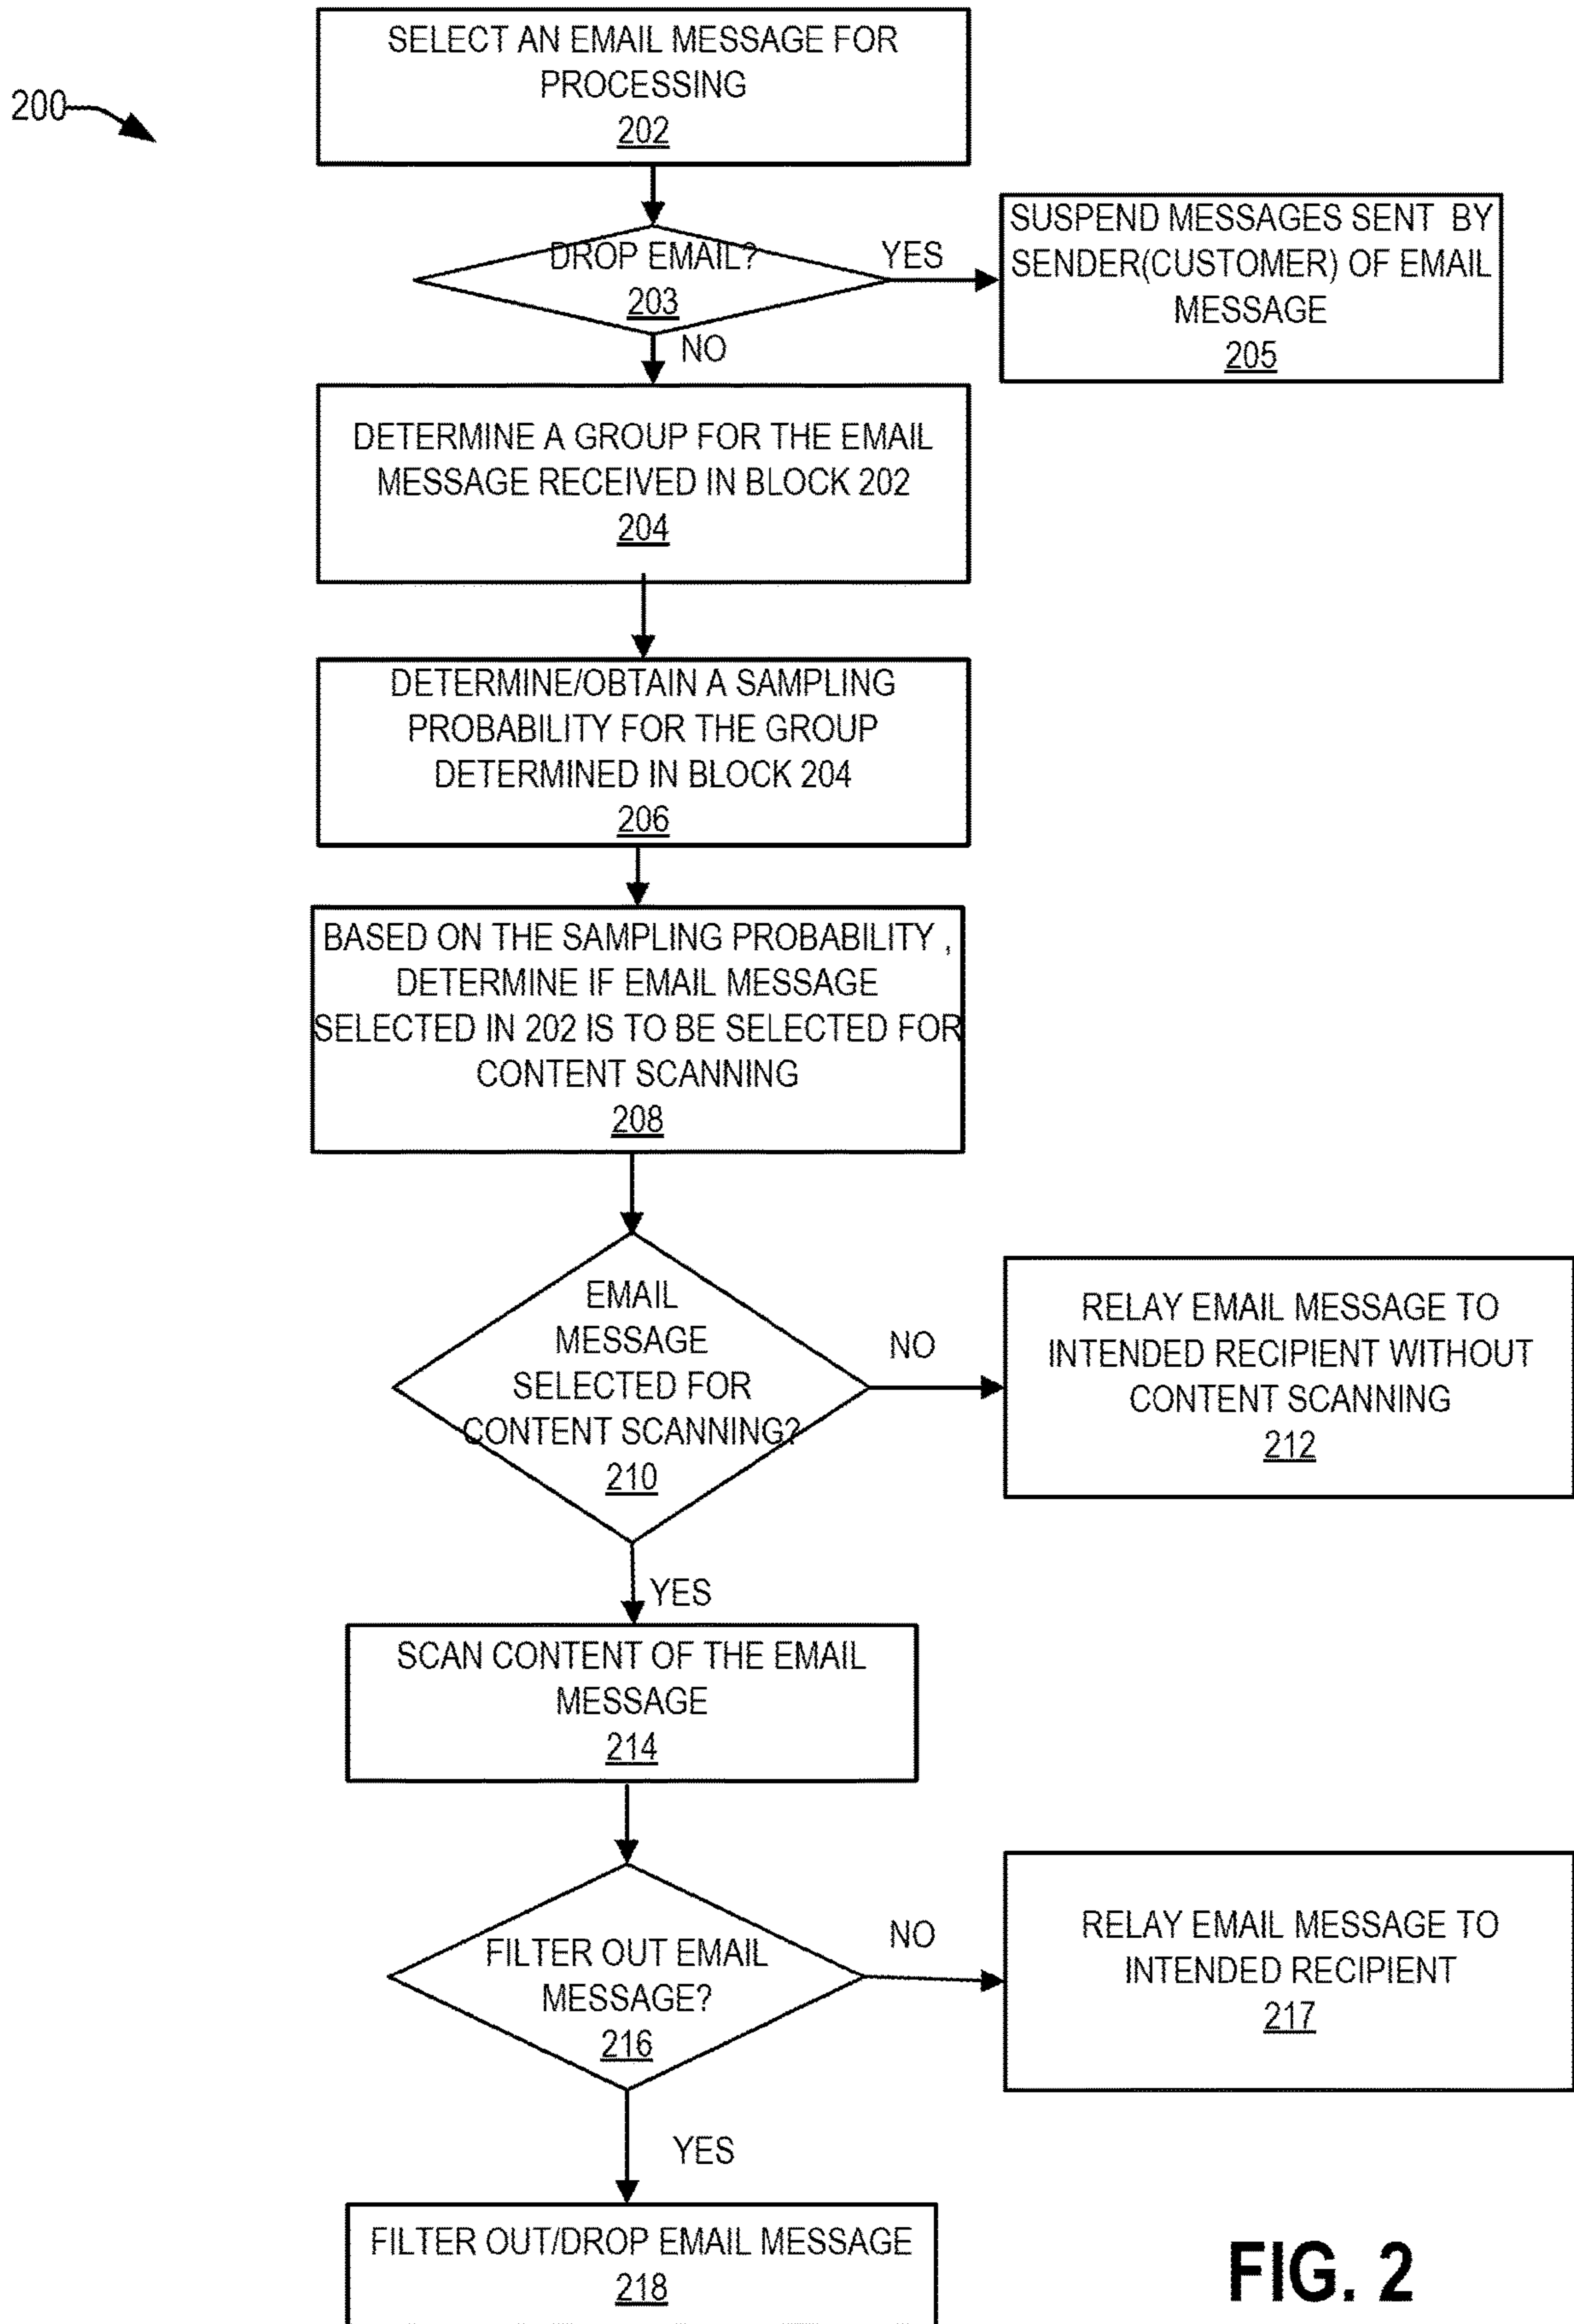 SELECT AN EMAIL MESSAGE FOR
PROCESSING
202
200
DROP EMAIL?
203
YES
SUSPEND MESSAGES SENT BY
SENDER(CUSTOMER) OF EMAIL
MESSAGE
205
NO
DETERMINE A GROUP FOR THE EMAIL
MESSAGE RECEIVED IN BLOCK 202
204
DETERMINE/OBTAIN A SAMPLING
PROBABILITY FOR THE GROUP
DETERMINED IN BLOCK 204
206
BASED ON THE SAMPLING PROBABILITY ,
DETERMINE IF EMAIL MESSAGE
SELECTED IN 202 IS TO BE SELECTED FOR
CONTENT SCANNING
208
EMAIL
MESSAGE
SELECTED FOR
CONTENT SCANNING?
210
NO
RELAY EMAIL MESSAGE TO
INTENDED RECIPIENT WITHOUT
CONTENT SCANNING
212
YES
SCAN CONTENT OF THE EMAIL
MESSAGE
214
FILTER OUT EMAIL
MESSAGE?
216
NO
RELAY EMAIL MESSAGE TO
INTENDED RECIPIENT
217
YES
FILTER OUT/DROP EMAIL MESSAGE
218
FIG. 2